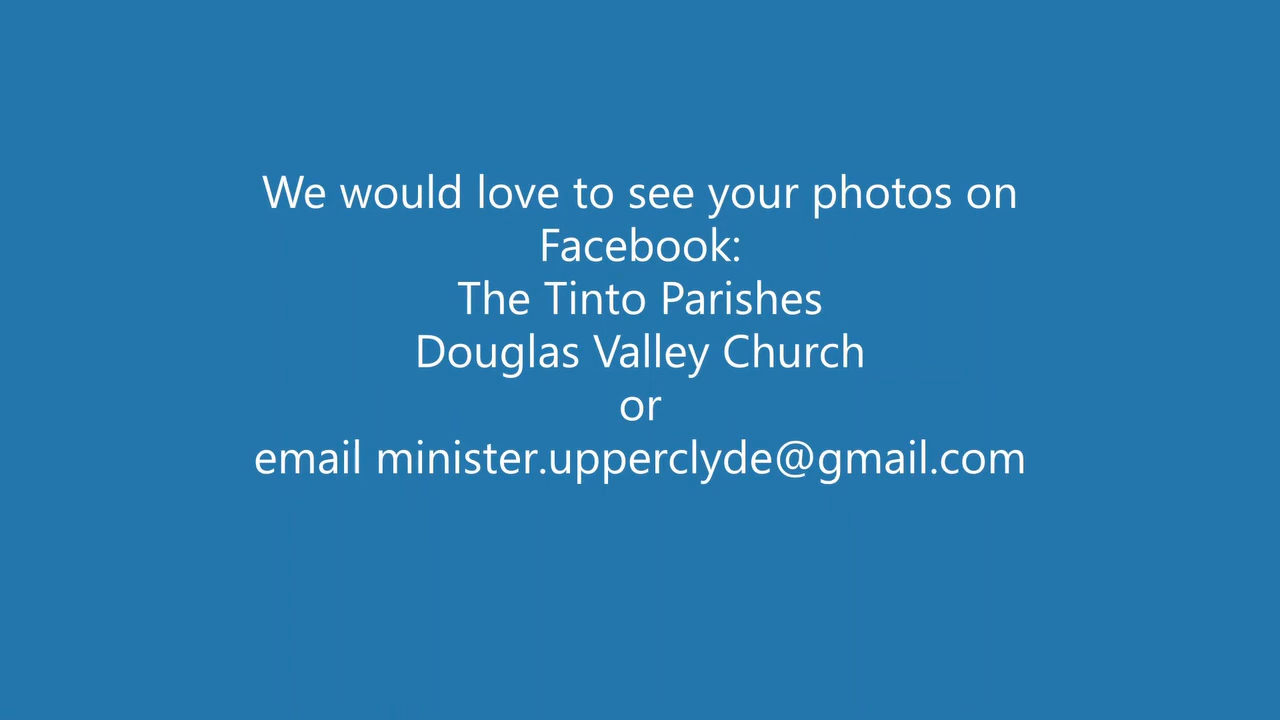 We would love to see your photos on
Facebook:
The Tinto Parishes
Douglas Valley Church
or
email minister.upperclyde@gmail.com